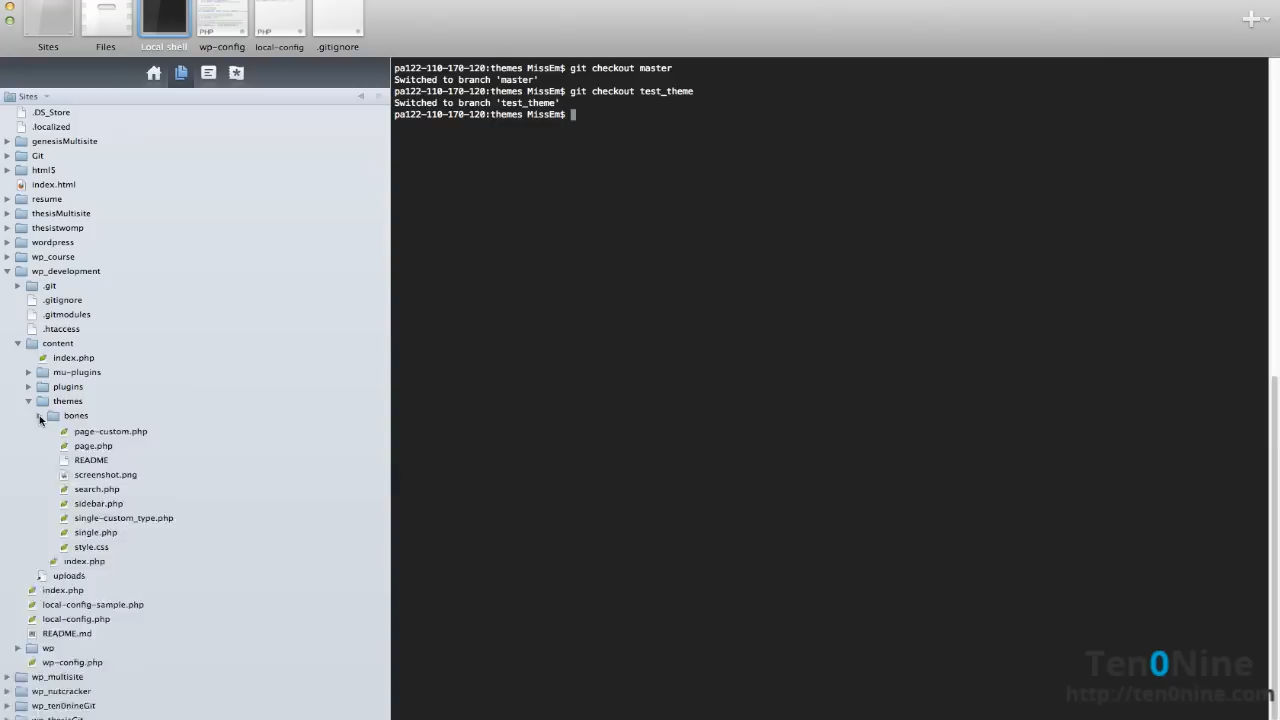 PHP
PHP
Sites
Files
Local shell
wp-config
local-config
.gitignore
Sites
.DS_Store
.localized
genesisMultisite
Git
html5
index.html
resume
thesisMultisite
thesistwomp
wordpress
wp_course
wp_development
.git
.gitignore
.gitmodules
.htaccess
content
index.php
mu-plugins
plugins
themes
bones
page-custom.php
page.php
README
screenshot.png
search.php
sidebar.php
single-custom_type.php
single.php
style.css
index.php
uploads
index.php
local-config-sample.php
local-config.php
README.md
wp
wp-config.php
wp_multisite
wp_nutcracker
wp_ten0nineGit
wp_thesisGit
pa122-110-170-120:themes MissEm$ git checkout master
Switched to branch 'master'
pa122-110-170-120:themes MissEm$ git checkout test_theme
Switched to branch 'test_theme'
pa122-110-170-120:themes MissEm$
Ten0Nine
http://ten0nine.com